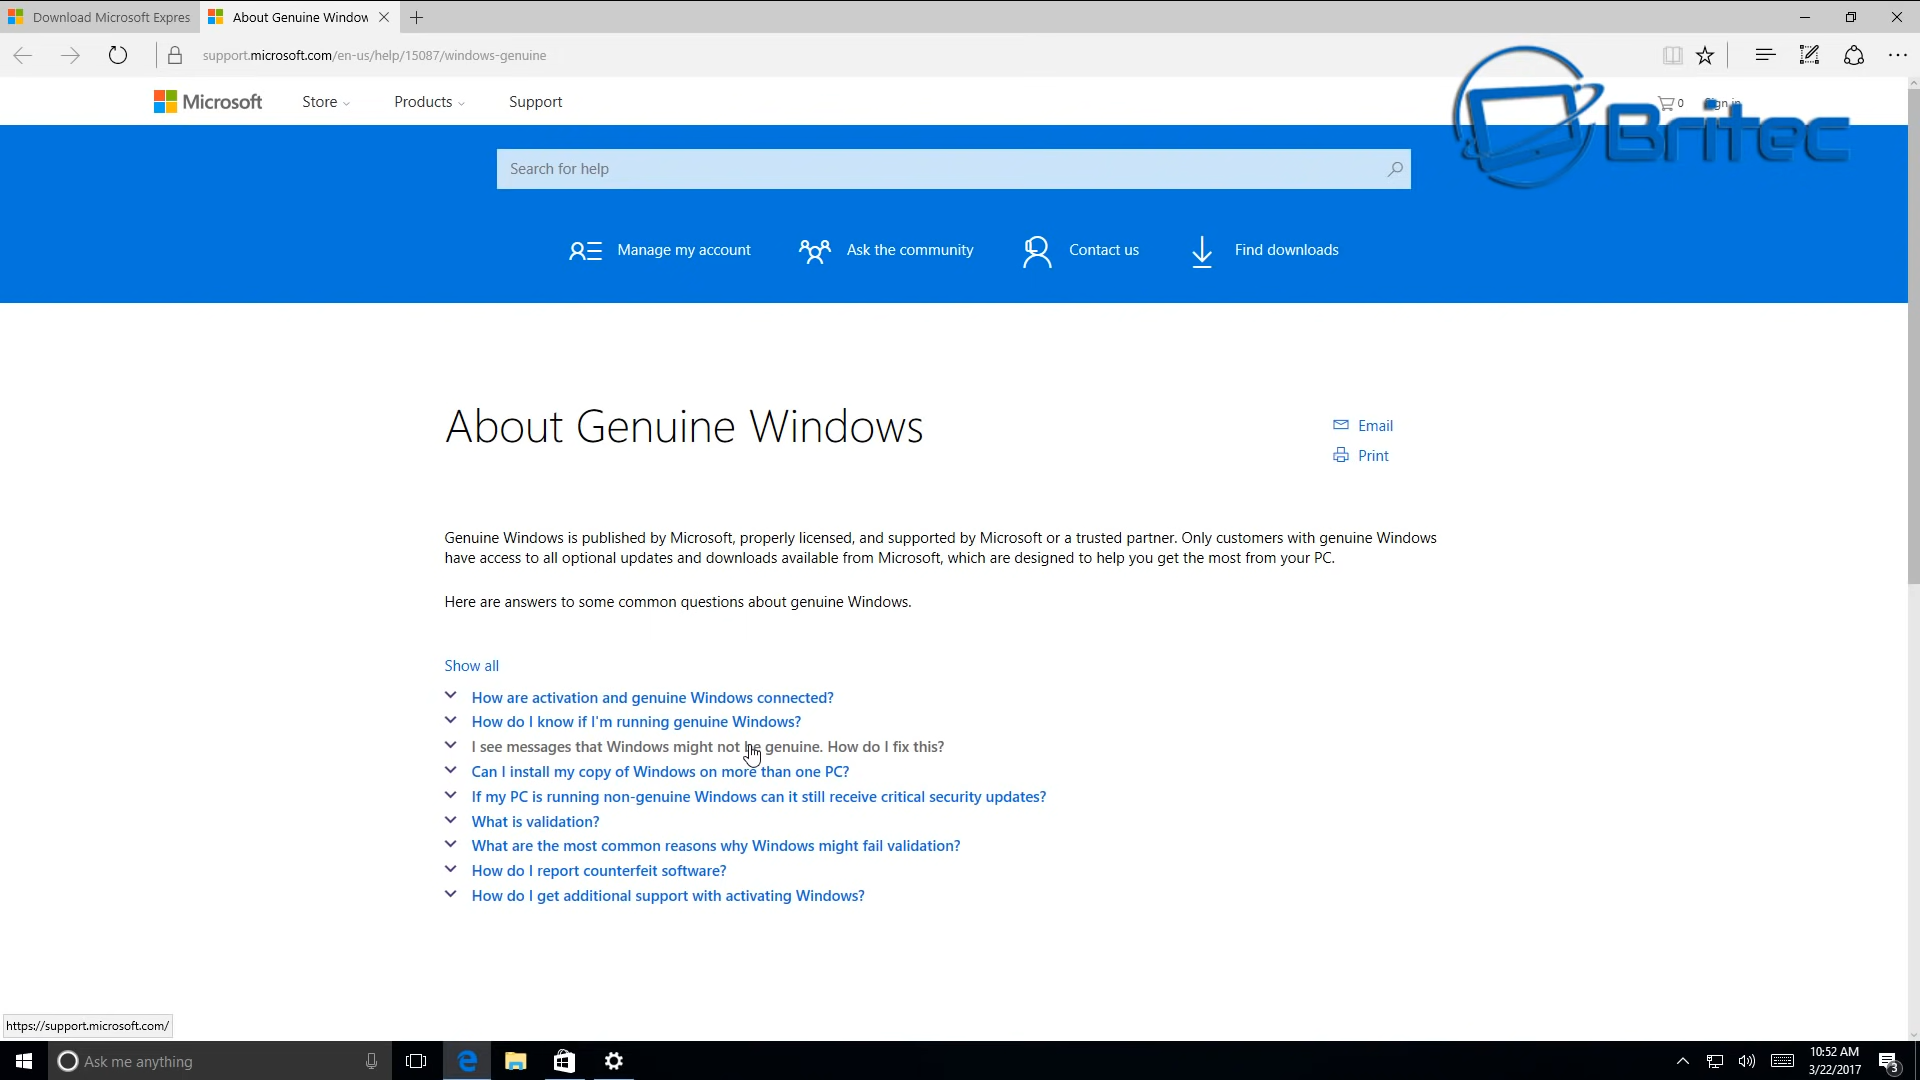 Download Microsoft Expres
About Genuine Window
support.microsoft.com/en-us/help/15087/windows-genuine
Microsoft
Store
Products
Support
0
Sign in
Britec
Search for help
Manage my account
Ask the community
Contact us
Find downloads
About Genuine Windows
Email
Print
Genuine Windows is published by Microsoft, properly licensed, and supported by Microsoft or a trusted partner. Only customers with genuine Windows
have access to all optional updates and downloads available from Microsoft, which are designed to help you get the most from your PC.
Here are answers to some common questions about genuine Windows.
Show all
How are activation and genuine Windows connected?
How do I know if I'm running genuine Windows?
I see messages that Windows might not be genuine. How do I fix this?
Can I install my copy of Windows on more than one PC?
If my PC is running non-genuine Windows can it still receive critical security updates?
What is validation?
What are the most common reasons why Windows might fail validation?
How do I report counterfeit software?
How do I get additional support with activating Windows?
https://support.microsoft.com/
Ask me anything
10:52 AM
3/22/2017
3